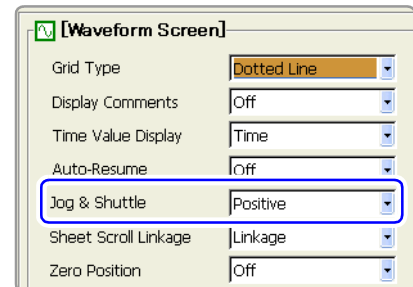 [Waveform Screen]
Grid Type Dotted Line
Display Comments Off
Time Value Display Time
Auto-Resume Off
Jog & Shuttle Positive
Sheet Scroll Linkage Linkage
Zero Position Off